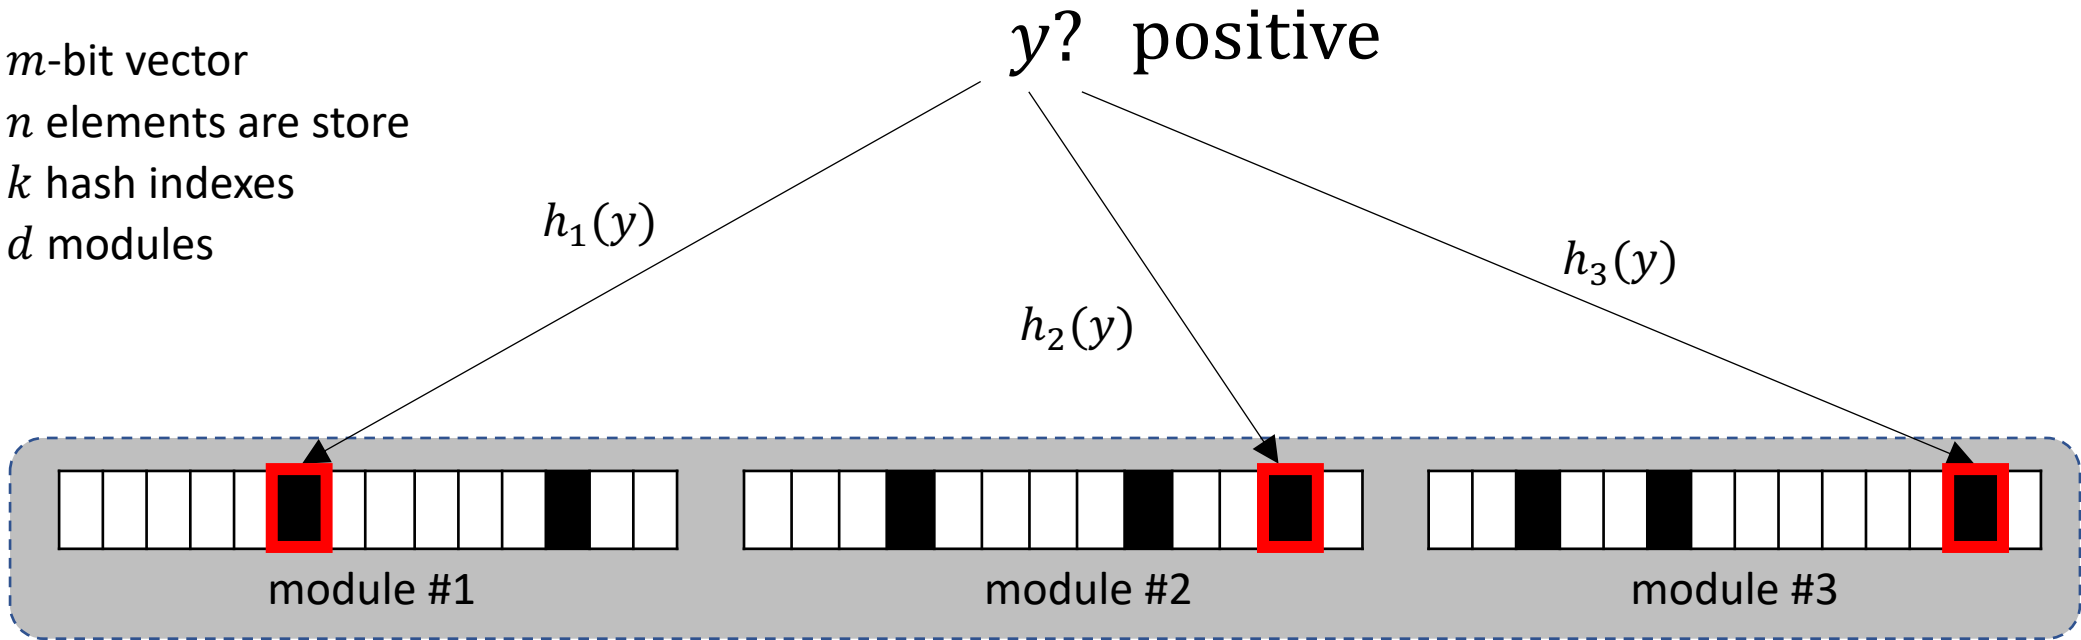 y? positive
m-bit vector
n elements are store
k hash indexes
d modules
h₁(y)
h₂(y)
h₃(y)
module #1
module #2
module #3